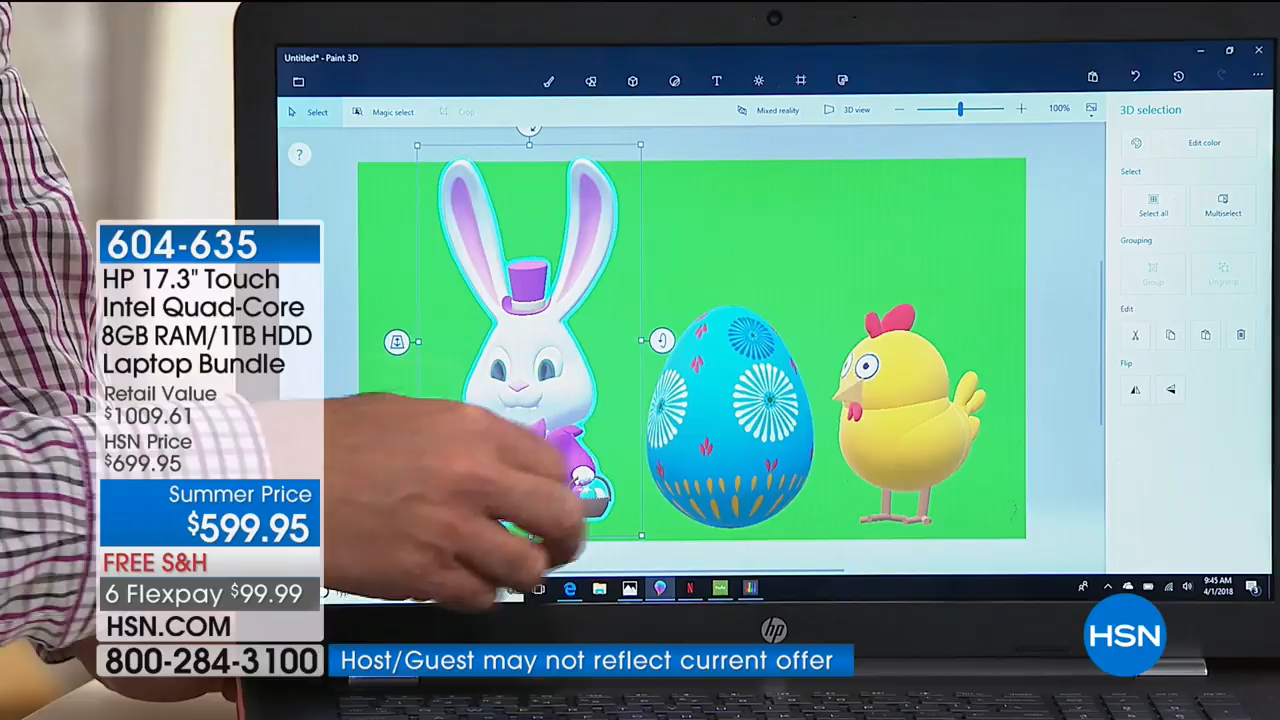 Untitled* - Paint 3D
Select
Magic select
Crop
Mixed reality
3D view
100%
3D selection
?
Edit color
Select
Select all
Multiselect
Grouping
Group
Ungroup
Edit
Flip
604-635
HP 17.3" Touch
Intel Quad-Core
8GB RAM/1TB HDD
Laptop Bundle
Retail Value
$1009.61
HSN Price
$699.95
Summer Price
$599.95
FREE S&H
6 Flexpay $99.99
HSN.COM
800-284-3100
Host/Guest may not reflect current offer
9:45 AM
4/1/2018
hp
HSN